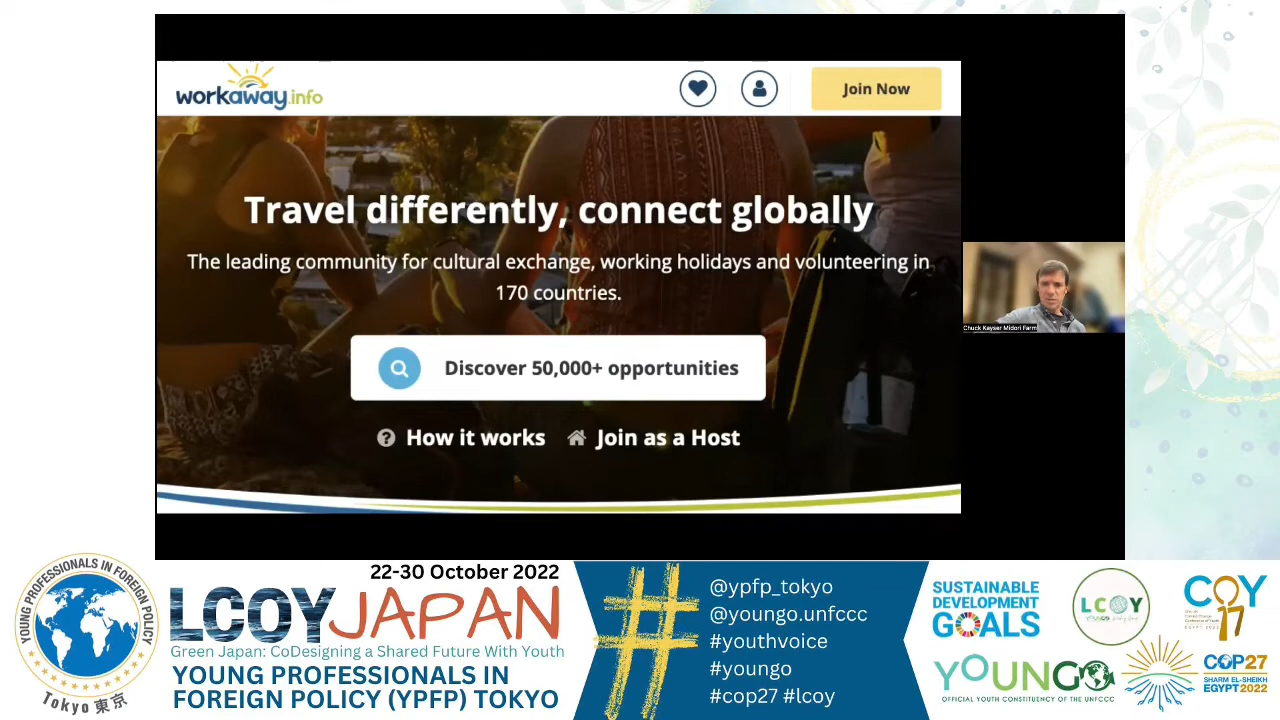 workaway.info
Join Now
Travel differently, connect globally
The leading community for cultural exchange, working holidays and volunteering in
170 countries.
Discover 50,000+ opportunities
How it works
Join as a Host
Chuck Kayser Midori Farm
YOUNG PROFESSIONALS IN FOREIGN POLICY
Tokyo 東京
22-30 October 2022
LCOY JAPAN
Green Japan: CoDesigning a Shared Future With Youth
YOUNG PROFESSIONALS IN
FOREIGN POLICY (YPFP) TOKYO
#
@ypfp_tokyo
@youngo.unfccc
#youthvoice
#youngo
#cop27 #lcoy
SUSTAINABLE
DEVELOPMENT
GOALS
LCOY
COY
17
YOUNGO
OFFICIAL YOUTH CONSTITUENCY OF THE UNFCCC
COP27
SHARM EL-SHEIKH
EGYPT2022